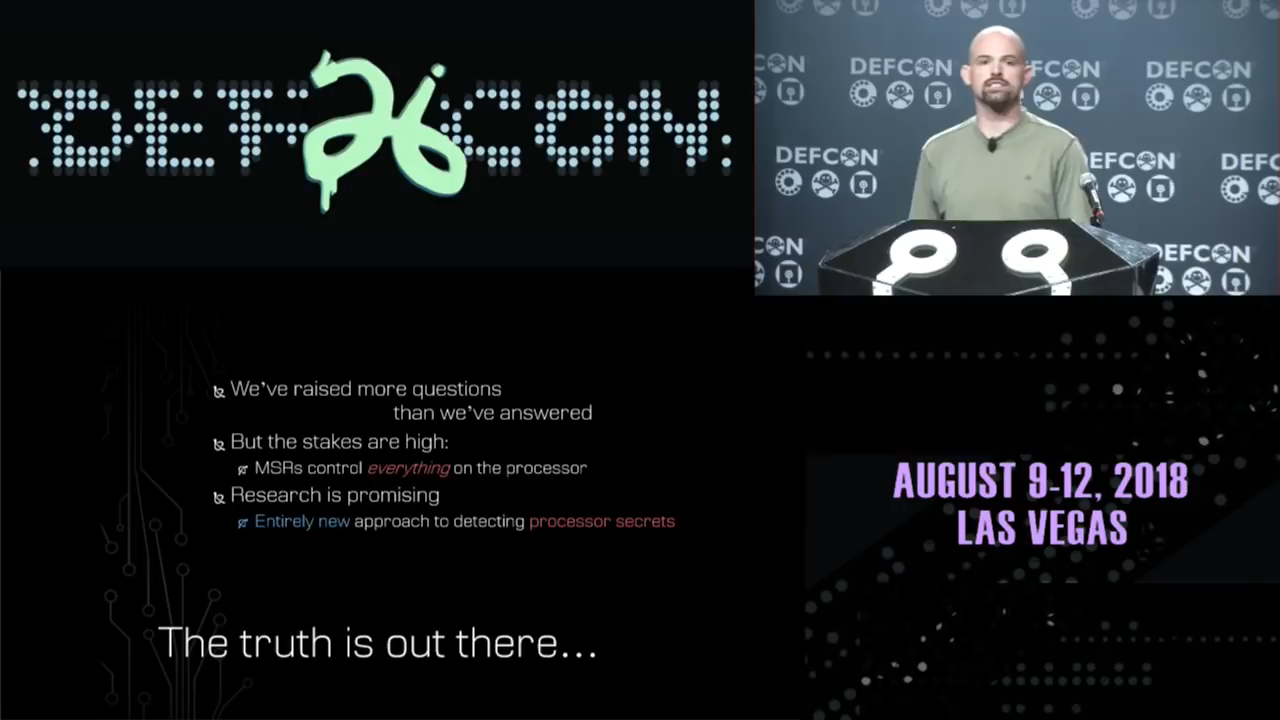 DEF 26 CON
DEFCON
DEFCON
DEFCON
DEFCON
DEFCON
DEFCON
DEFCON
We've raised more questions
than we've answered
But the stakes are high:
MSRs control everything on the processor
Research is promising
Entirely new approach to detecting processor secrets
The truth is out there...
AUGUST 9-12, 2018
LAS VEGAS